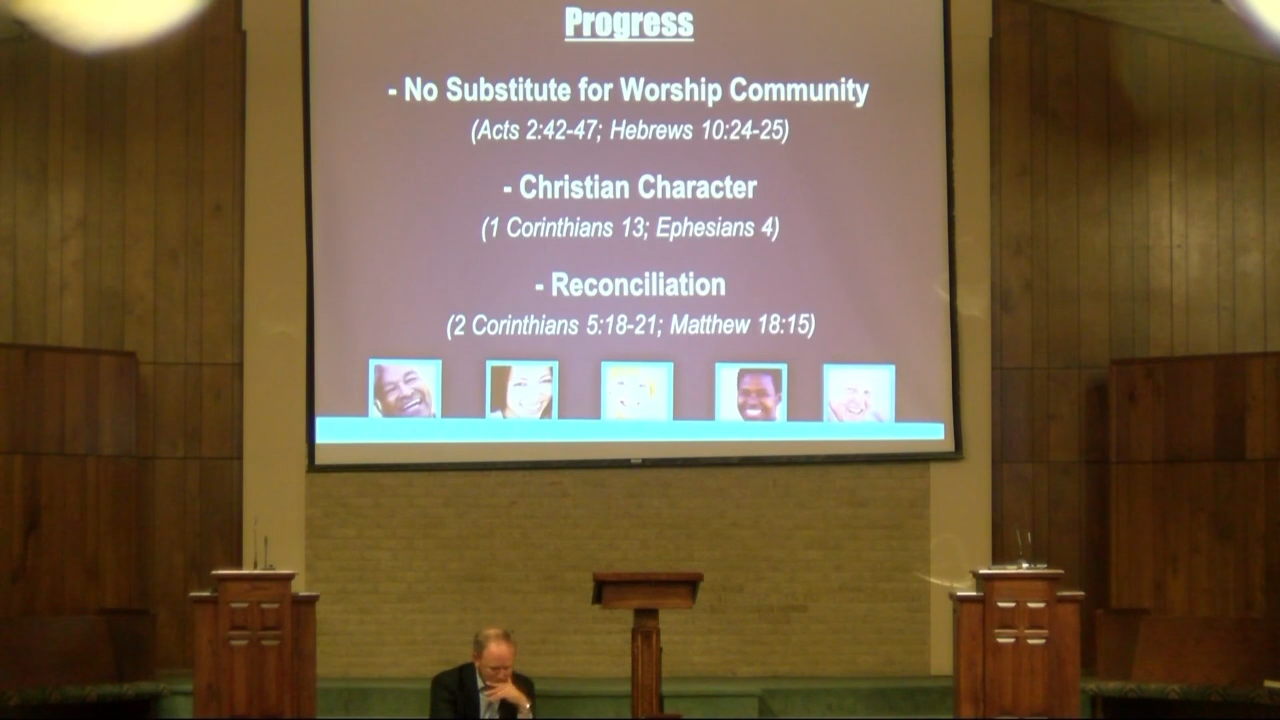 Progress
- No Substitute for Worship Community
(Acts 2:42-47; Hebrews 10:24-25)
- Christian Character
(1 Corinthians 13; Ephesians 4)
- Reconciliation
(2 Corinthians 5:18-21; Matthew 18:15)